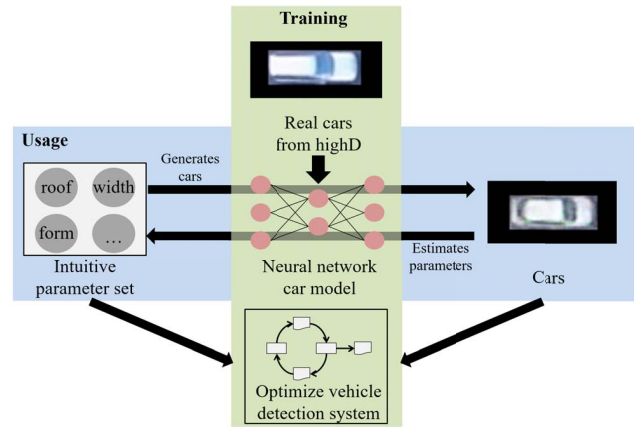 Training
Real cars
from highD
Usage
Generates
cars
roof
width
form
...
Intuitive
parameter set
Neural network
car model
Estimates
parameters
Cars
Optimize vehicle
detection system